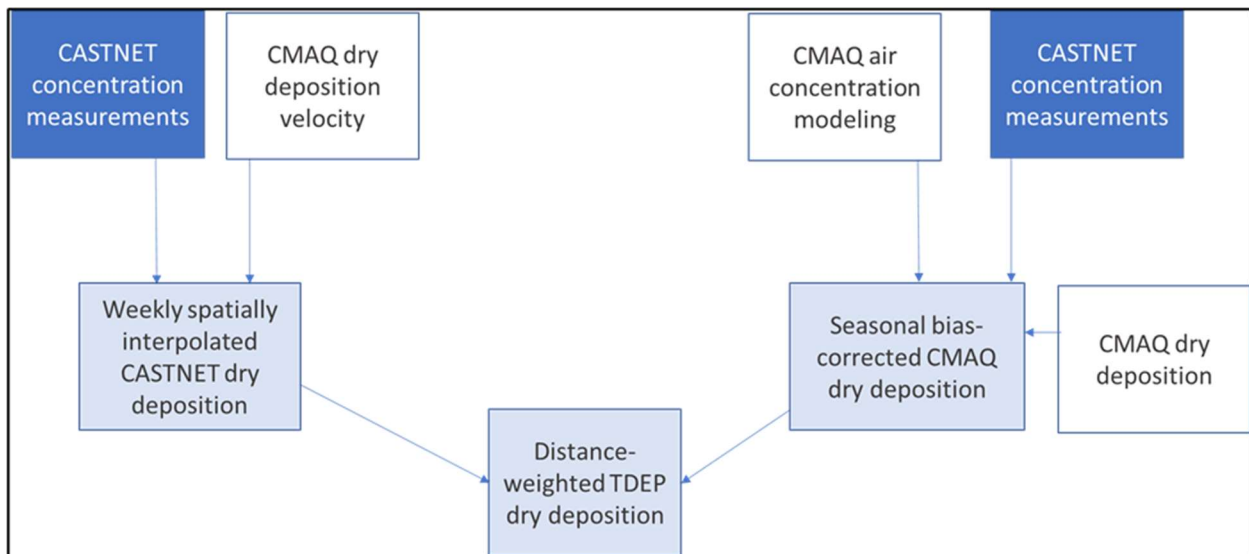 CASTNET
concentration
measurements
CMAQ dry
deposition
velocity
CMAQ air
concentration
modeling
CASTNET
concentration
measurements
Weekly spatially
interpolated
CASTNET dry
deposition
Seasonal bias-
corrected CMAQ
dry deposition
CMAQ dry
deposition
Distance-
weighted TDEP
dry deposition